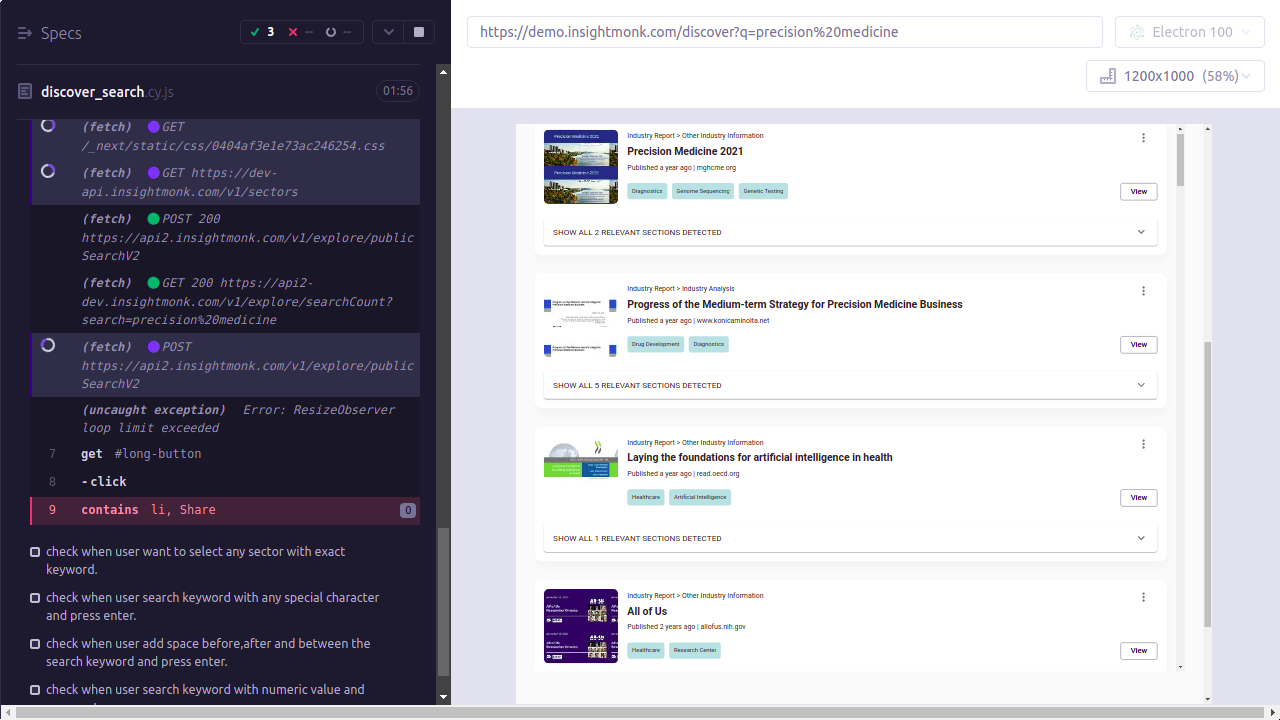 Specs
3
--
--
https://demo.insightmonk.com/discover?q=precision%20medicine
Electron 100
1200x1000 (58%)
discover_search.cy.js
01:56
(fetch) GET
/_next/static/css/0404af3e1e73ac246254.css
(fetch) GET https://dev-
api.insightmonk.com/v1/sectors
(fetch) POST 200
https://api2.insightmonk.com/v1/explore/public
SearchV2
(fetch) GET 200 https://api2-
dev.insightmonk.com/v1/explore/searchCount?
search=precision%20medicine
(fetch) POST
https://api2.insightmonk.com/v1/explore/public
SearchV2
(uncaught exception) Error: ResizeObserver
loop limit exceeded
7 get #long-button
8 -click
9 contains li, Share 0
check when user want to select any sector with exact
keyword.
check when user search keyword with any special character
and press enter.
check when user add space before,after and between the
search keyword and press enter.
check when user search keyword with numeric value and
Precision Medicine 2021
Precision Medicine 2021
Industry Report > Other Industry Information
Precision Medicine 2021
Published a year ago | mghcme.org
Diagnostics
Genome Sequencing
Genetic Testing
View
SHOW ALL 2 RELEVANT SECTIONS DETECTED
Industry Report > Industry Analysis
Progress of the Medium-term Strategy for Precision Medicine Business
Published a year ago | www.konicaminolta.net
Drug Development
Diagnostics
View
SHOW ALL 5 RELEVANT SECTIONS DETECTED
Industry Report > Other Industry Information
Laying the foundations for artificial intelligence in health
Published a year ago | read.oecd.org
Healthcare
Artificial Intelligence
View
SHOW ALL 1 RELEVANT SECTIONS DETECTED
Industry Report > Other Industry Information
All of Us
Published 2 years ago | allofus.nih.gov
Healthcare
Research Center
View